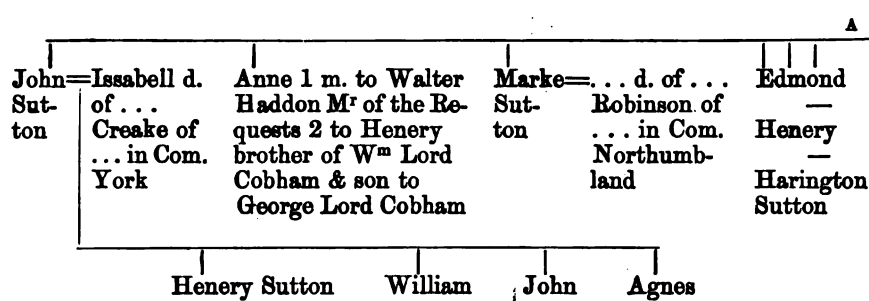 A
John=Issabell d.
Sut-
ton
of ...
Creake of
... in Com.
York
Anne 1 m. to Walter
Haddon Mʳ of the Re-
quests 2 to Henery
brother of Wᵐ Lord
Cobham & son to
George Lord Cobham
Marke=... d. of ...
Sut-
ton
Robinson of
... in Com.
Northumb-
land
Edmond
—
Henery
—
Harington
Sutton
Henery Sutton William John Agnes